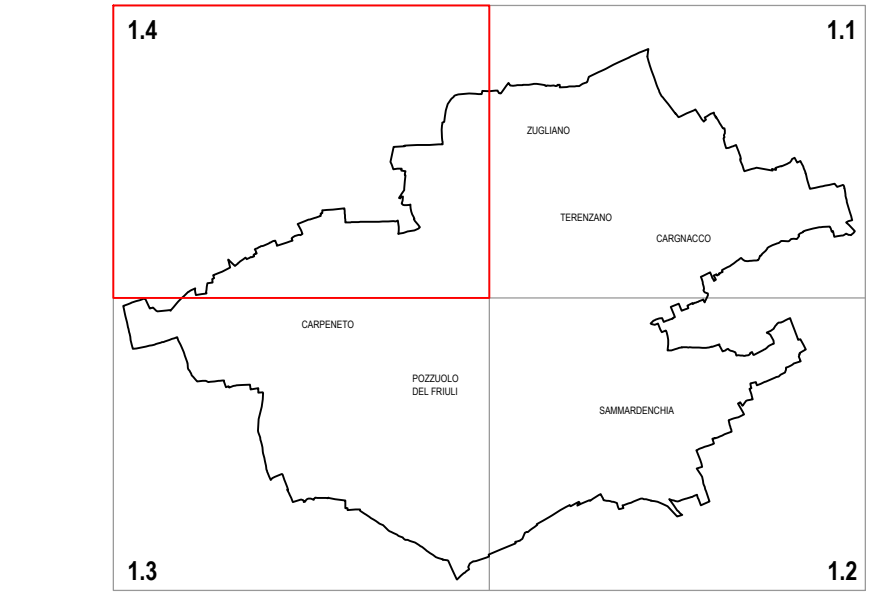 1.4
1.1
ZUGLIANO
TERENZANO
CARGNACCO
CARPENETO
POZZUOLO
DEL FRIULI
SAMMARDENCHIA
1.3
1.2